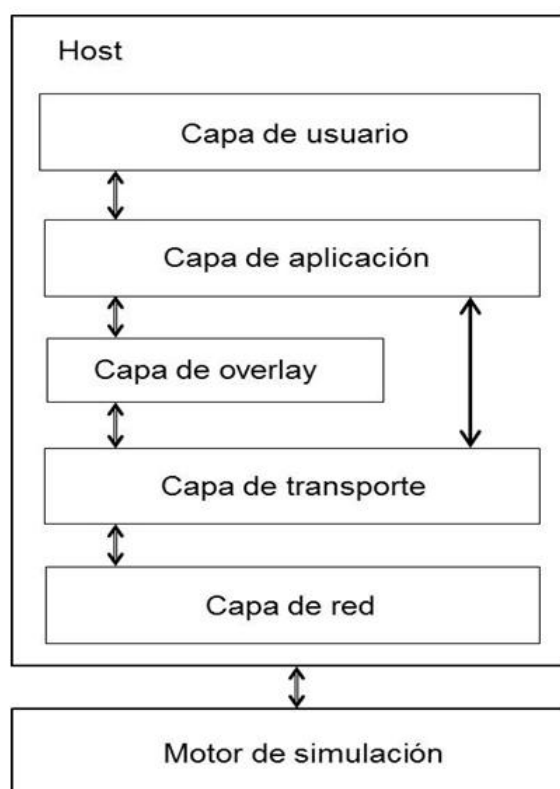 Host
Capa de usuario
Capa de aplicación
Capa de overlay
Capa de transporte
Capa de red
Motor de simulación